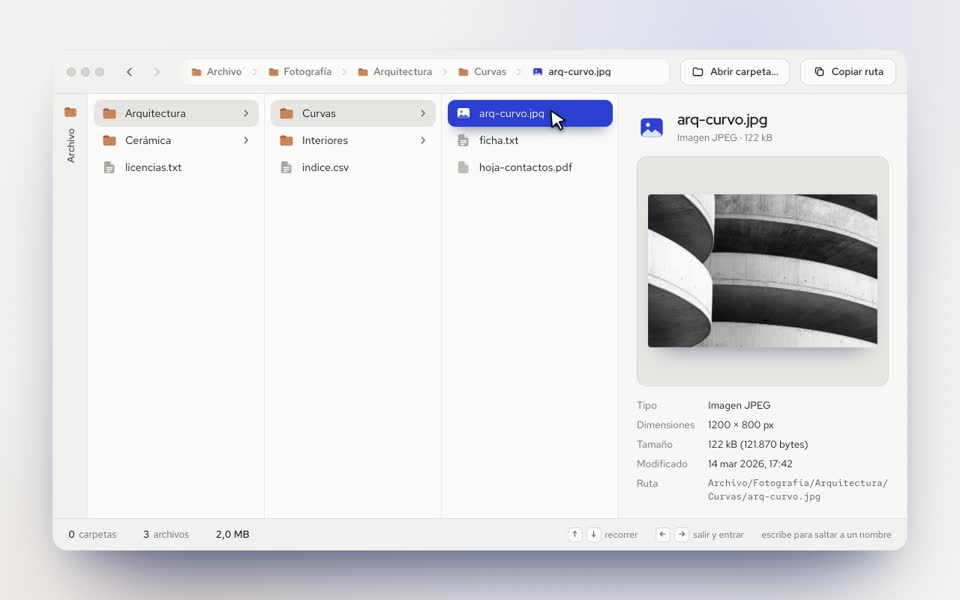 Archivo
Fotografía
Arquitectura
Curvas
arq-curvo.jpg
Abrir carpeta...
Copiar ruta
Archivo
Arquitectura
Cerámica
licencias.txt
Curvas
Interiores
indice.csv
arq-curvo.jpg
ficha.txt
hoja-contactos.pdf
arq-curvo.jpg
Imagen JPEG · 122 kB
Tipo Imagen JPEG
Dimensiones 1200 × 800 px
Tamaño 122 kB (121.870 bytes)
Modificado 14 mar 2026, 17:42
Ruta Archivo/Fotografía/Arquitectura/
Curvas/arq-curvo.jpg
0 carpetas 3 archivos 2,0 MB ↑ ↓ recorrer ← → salir y entrar escribe para saltar a un nombre